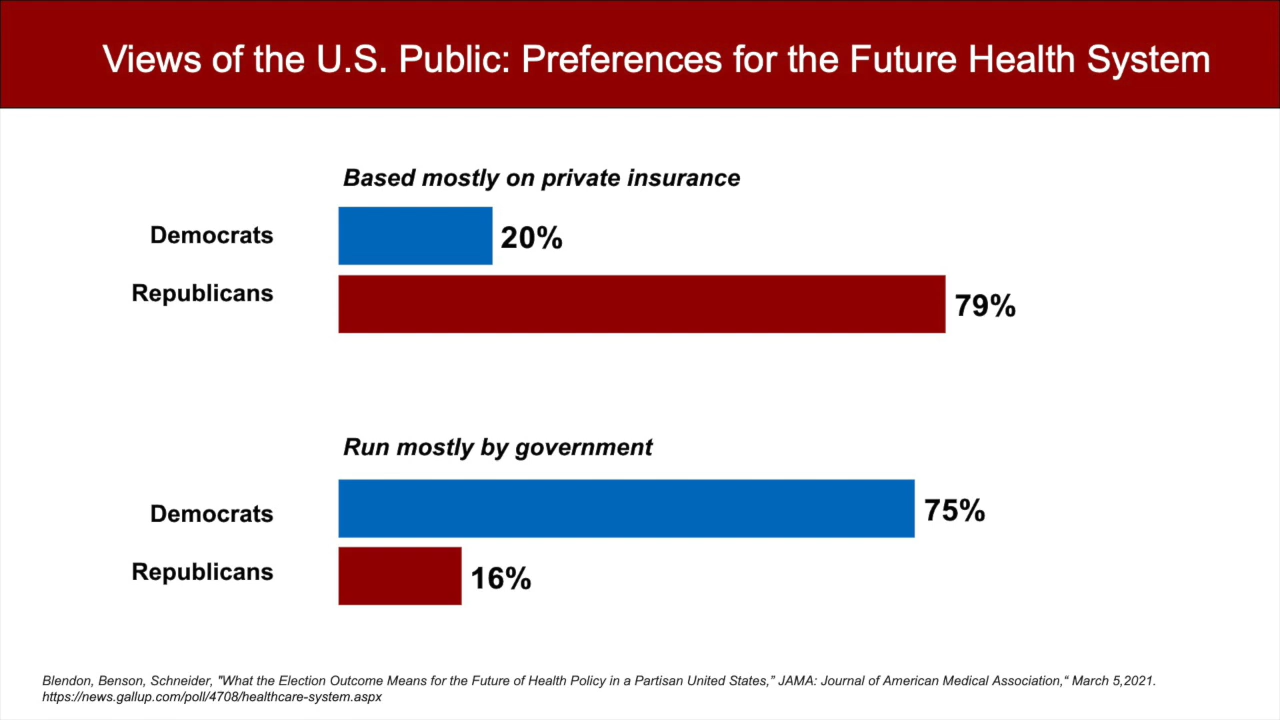 Views of the U.S. Public: Preferences for the Future Health System
Based mostly on private insurance
Democrats
20%
Republicans
79%
Run mostly by government
Democrats
75%
Republicans
16%
Blendon, Benson, Schneider, "What the Election Outcome Means for the Future of Health Policy in a Partisan United States,” JAMA: Journal of American Medical Association,“ March 5,2021.
https://news.gallup.com/poll/4708/healthcare-system.aspx